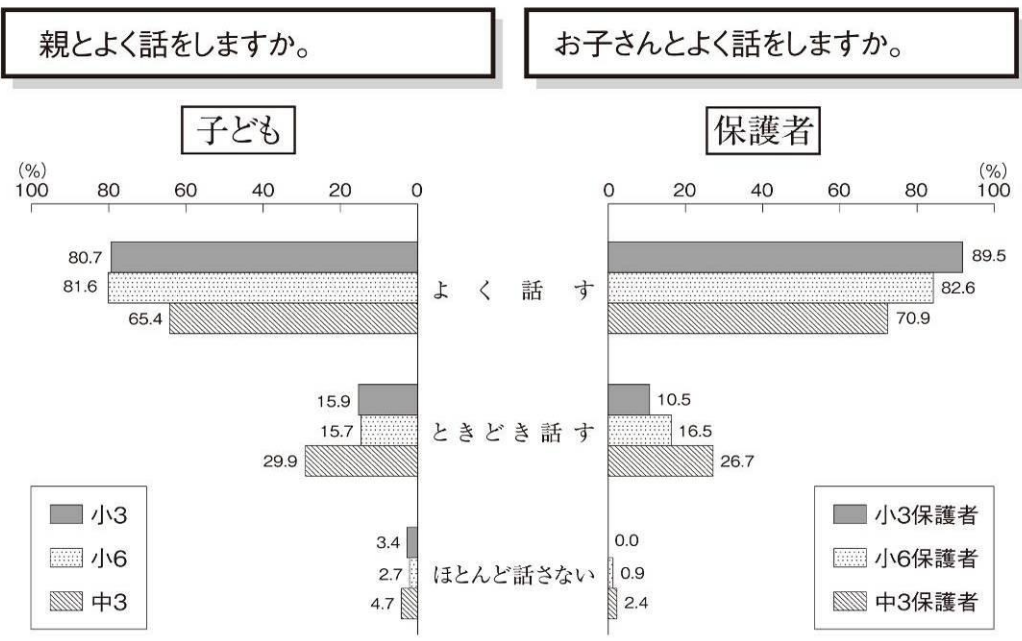 親とよく話をしますか。
お子さんとよく話をしますか。
子ども
保護者
(%)
100 80 60 40 20 0
(%)
0 20 40 60 80 100
80.7
81.6
65.4
よく話す
89.5
82.6
70.9
15.9
15.7
29.9
ときどき話す
10.5
16.5
26.7
3.4
2.7
4.7
ほとんど話さない
0.0
0.9
2.4
小3
小6
中3
小3保護者
小6保護者
中3保護者